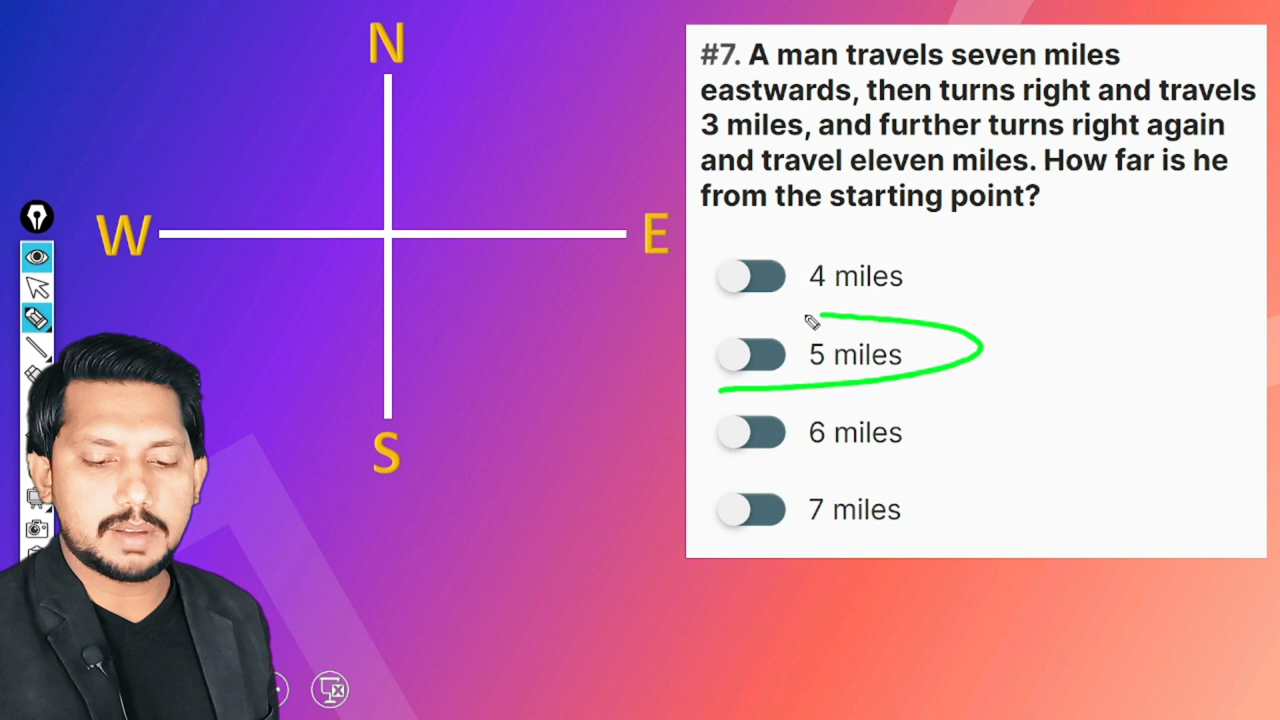 N
W
E
S
#7. A man travels seven miles
eastwards, then turns right and travels
3 miles, and further turns right again
and travel eleven miles. How far is he
from the starting point?
4 miles
5 miles
6 miles
7 miles